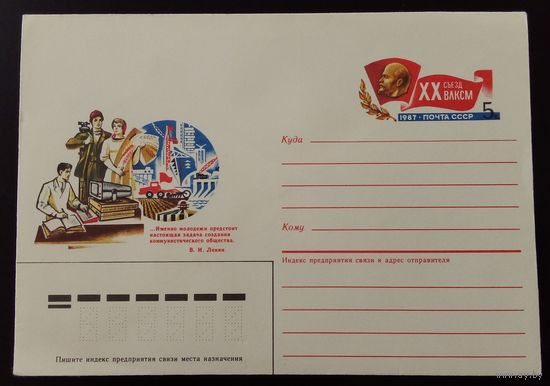 XX СЪЕЗД
ВЛКСМ
5
1987 · ПОЧТА СССР
Куда
Кому
...Именно молодежи предстоит
настоящая задача создания
коммунистического общества.
В. И. Ленин
Индекс предприятия связи и адрес отправителя
Пишите индекс предприятия связи места назначения